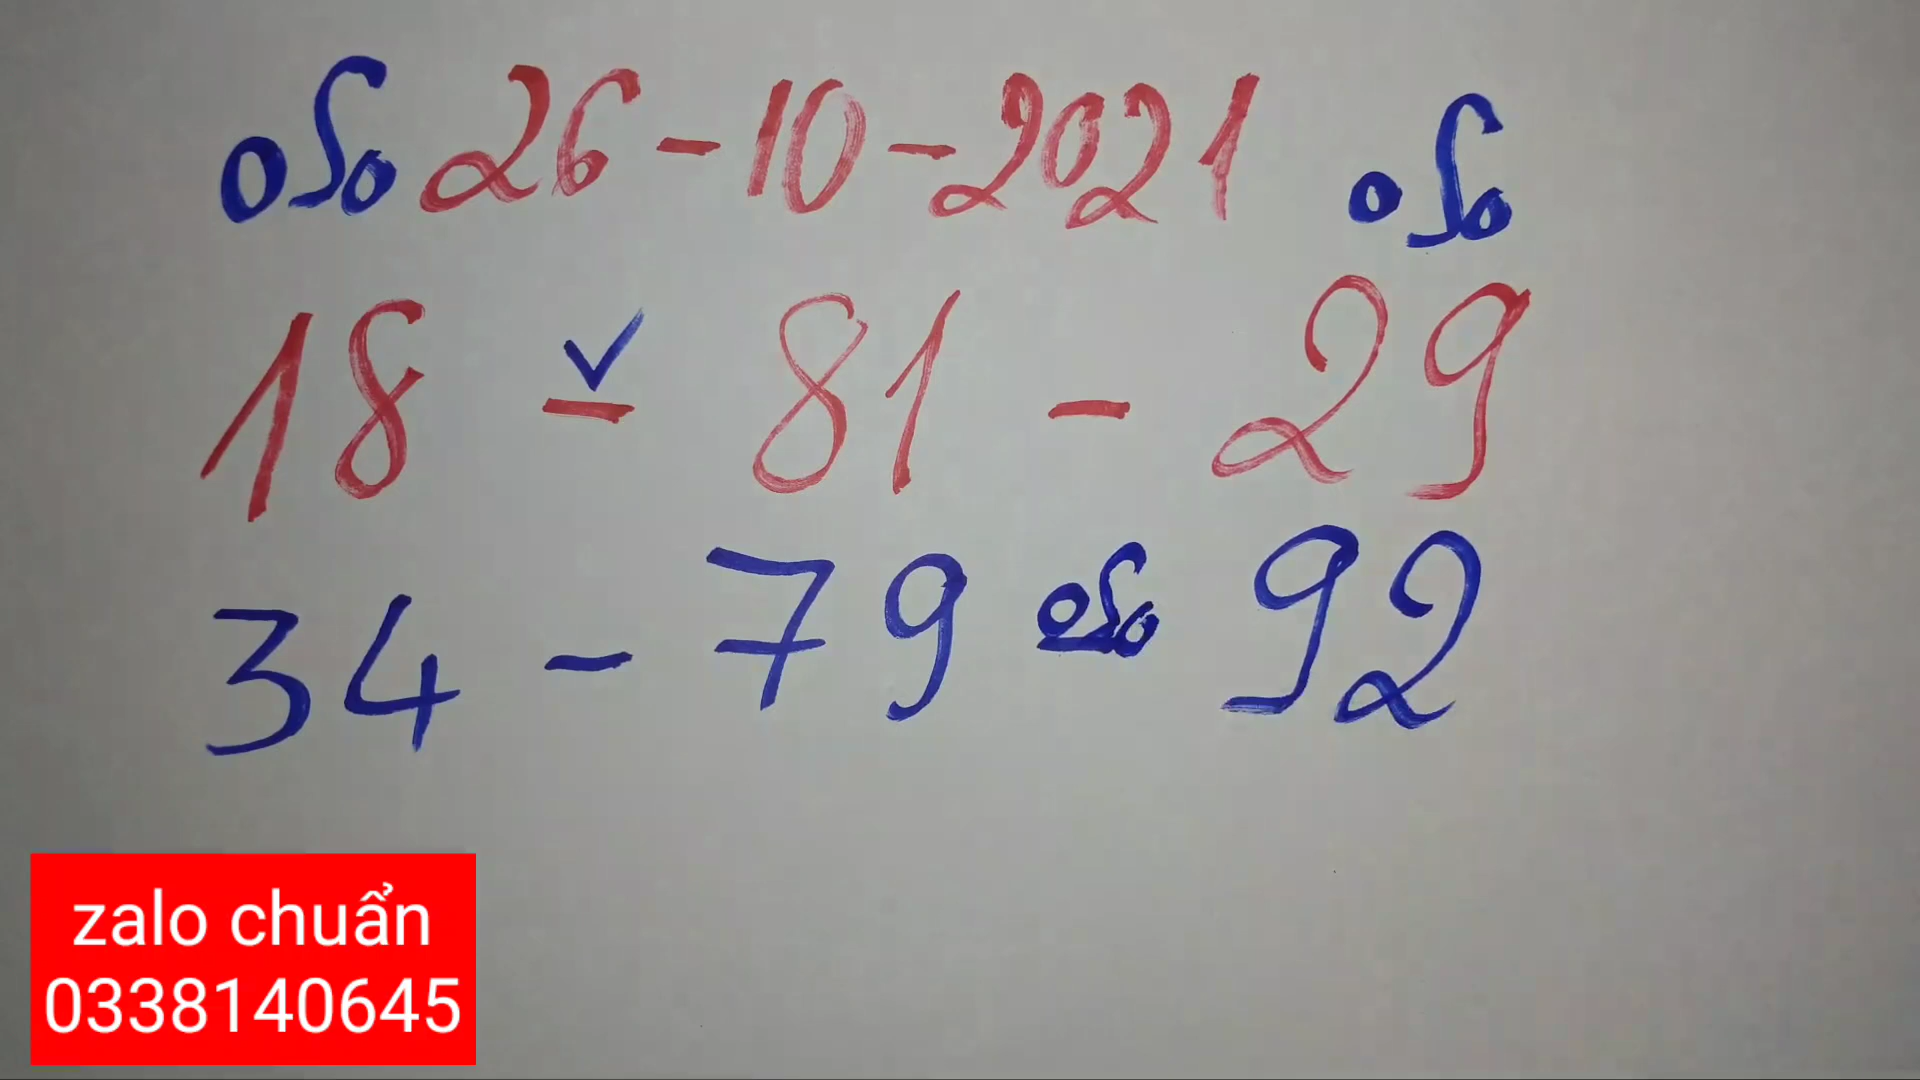 % 26-10-2021 %
18 - 81 - 29
34 - 79 % 92
zalo chuẩn
0338140645